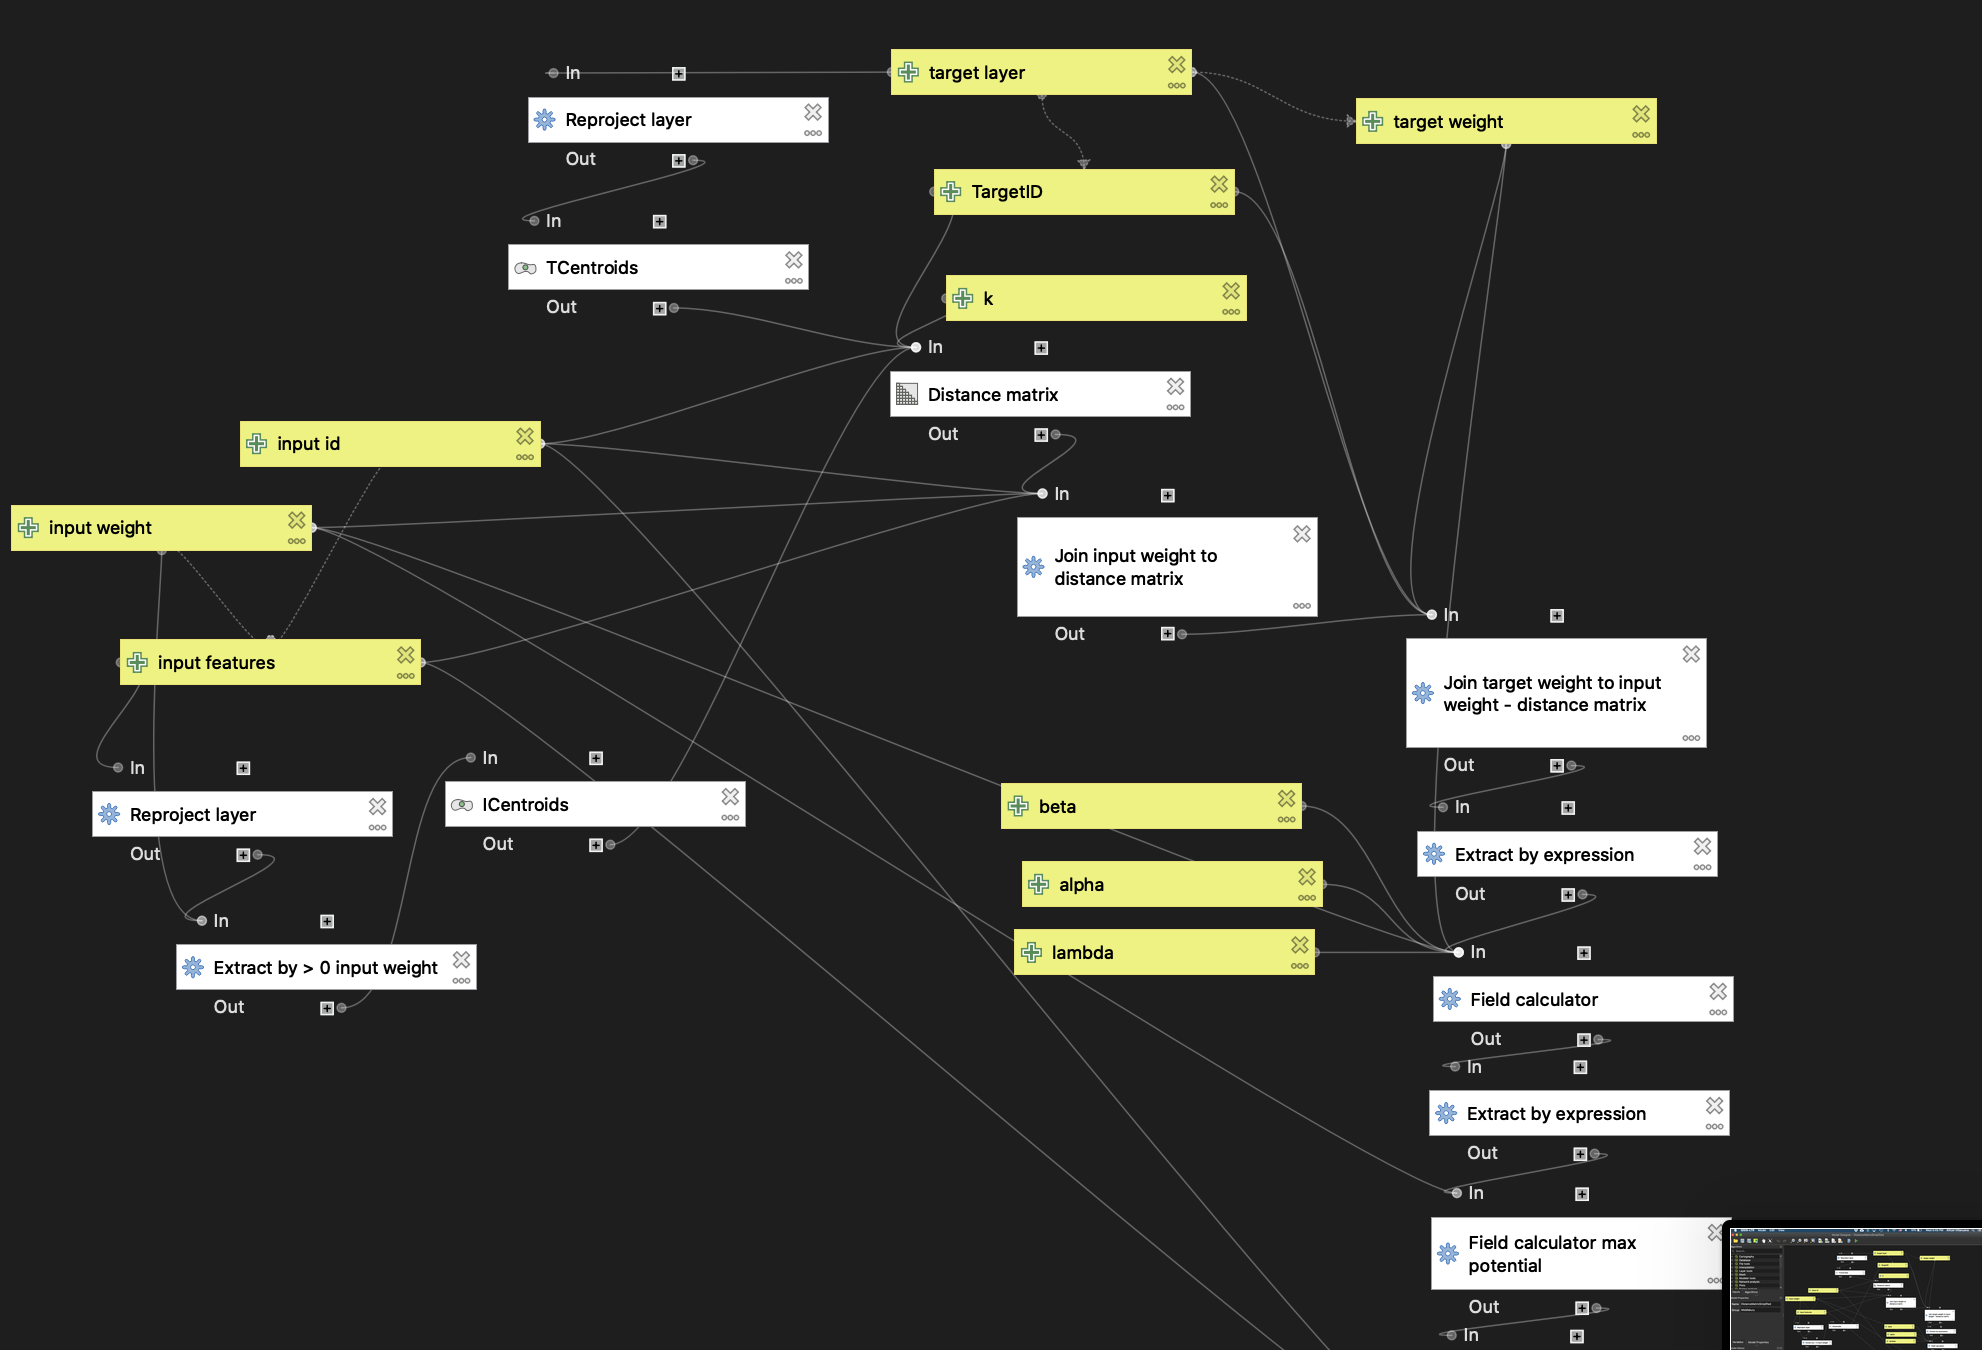 In
target layer
target weight
Reproject layer
Out
TargetID
In
TCentroids
Out
k
In
Distance matrix
Out
input id
In
input weight
Join input weight to
distance matrix
In
Out
input features
Join target weight to input
weight - distance matrix
In
Out
In
Reproject layer
ICentroids
beta
In
Out
Out
Extract by expression
alpha
Out
In
Extract by > 0 input weight
lambda
In
Out
Field calculator
Out
In
Extract by expression
Out
In
Field calculator max
potential
Out
In